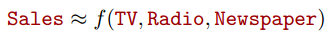 Sales ≈ f(TV, Radio, Newspaper)